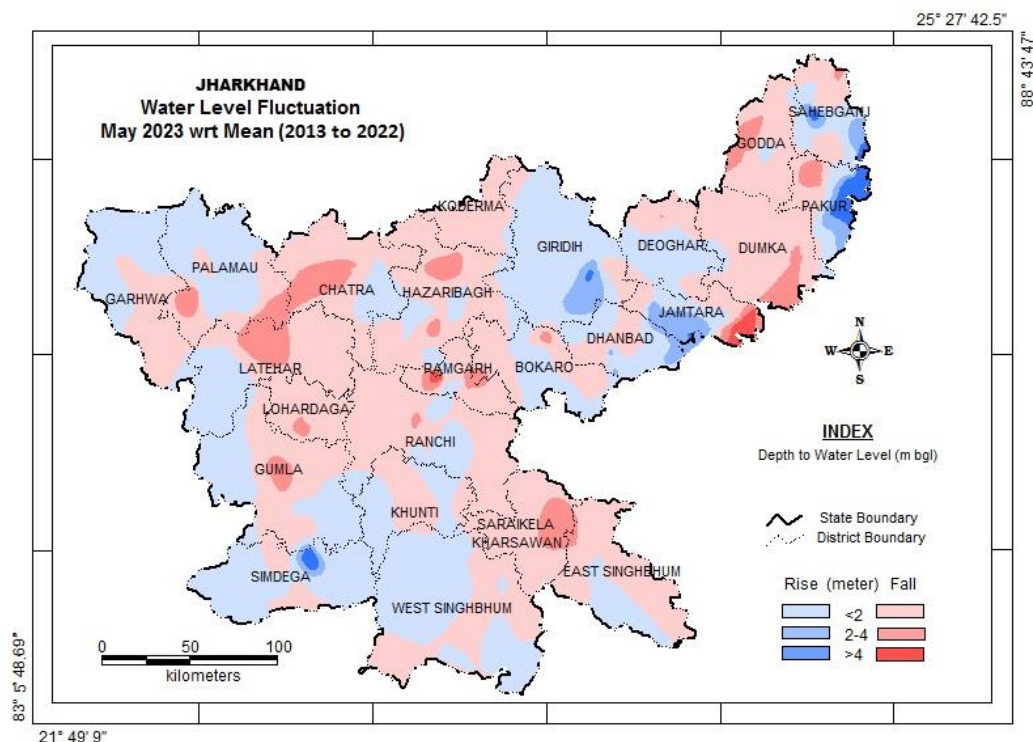 25° 27' 42.5"
88° 43' 47"
JHARKHAND
Water Level Fluctuation
May 2023 wrt Mean (2013 to 2022)
SAHEBGANJ
GODDA
PAKUR
KODERMA
GIRIDIH
DEOGHAR
DUMKA
PALAMAU
GARHWA
CHATRA
HAZARIBAGH
JAMTARA
DHANBAD
LATEHAR
RAMGARH
BOKARO
LOHARDAGA
RANCHI
GUMLA
KHUNTI
SARAIKELA
KHARSAWAN
SIMDEGA
EAST SINGHBHUM
WEST SINGHBHUM
N
W E
S
INDEX
Depth to Water Level (m bgl)
State Boundary
District Boundary
Rise (meter) Fall
<2
2-4
>4
0 50 100
kilometers
83° 5' 48.69"
21° 49' 9"